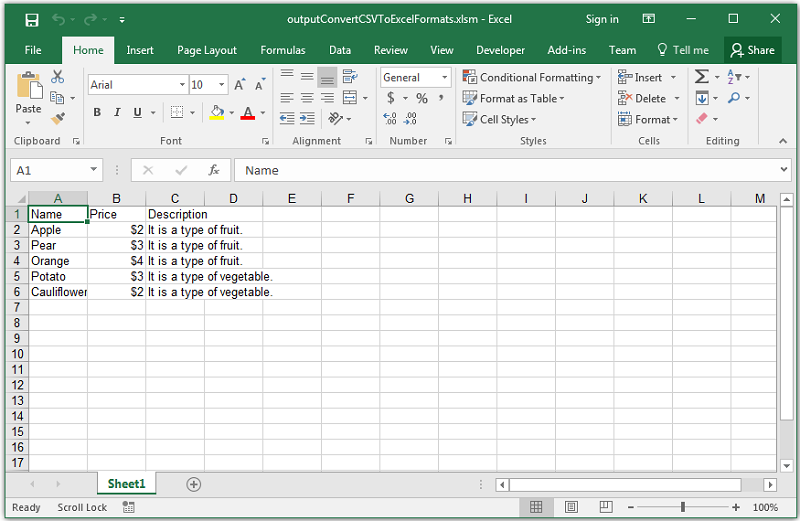 outputConvertCSVToExcelFormats.xlsm - Excel Sign in
File Home Insert Page Layout Formulas Data Review View Developer Add-ins Team Tell me Share
Paste
Arial 10 A A
B I U A
General
$ % ,
.00 .0
Conditional Formatting
Format as Table
Cell Styles
Insert
Delete
Format
Clipboard Font Alignment Number Styles Cells Editing
A1 fx Name
A B C D E F G H I J K L M
1 Name Price Description
2 Apple $2 It is a type of fruit.
3 Pear $3 It is a type of fruit.
4 Orange $4 It is a type of fruit.
5 Potato $3 It is a type of vegetable.
6 Cauliflower $2 It is a type of vegetable.
7
8
9
10
11
12
13
14
15
16
17
Sheet1
Ready Scroll Lock 100%